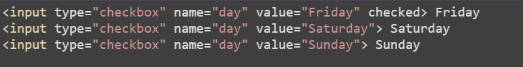 <input type="checkbox" name="day" value="Friday" checked> Friday
<input type="checkbox" name="day" value="Saturday"> Saturday
<input type="checkbox" name="day" value="Sunday"> Sunday